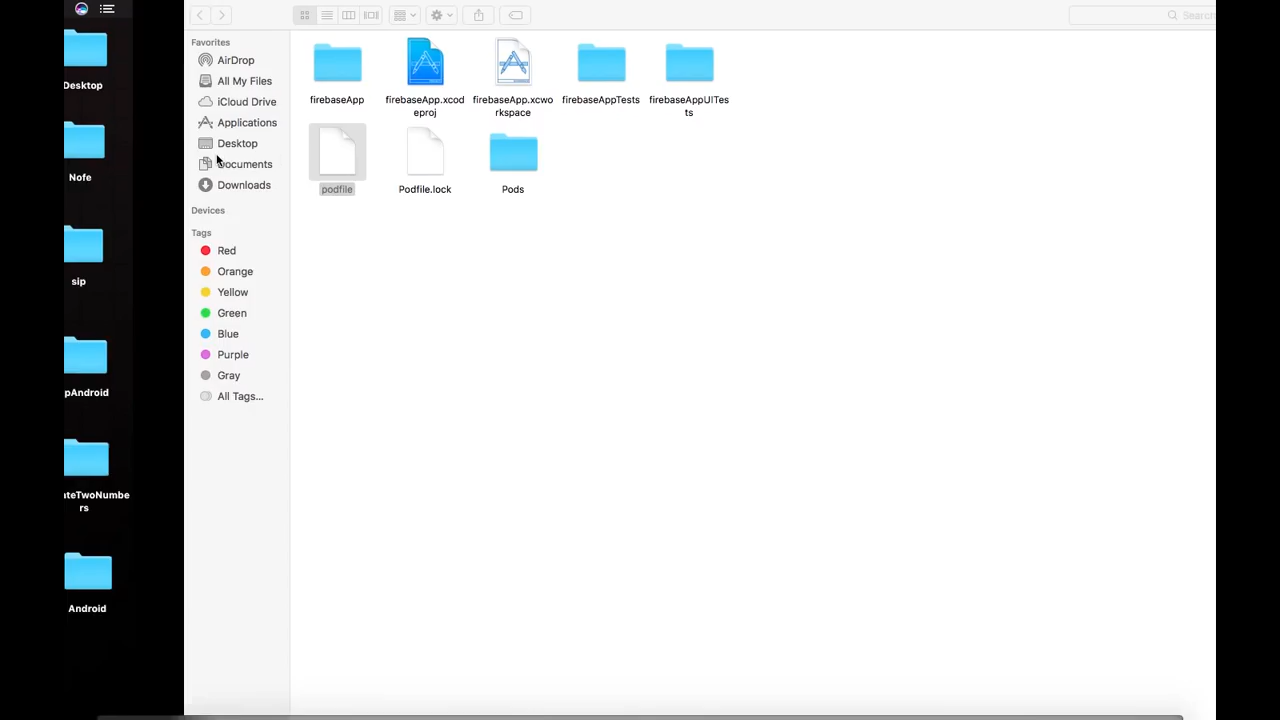 Search
Desktop
Nofe
sip
pAndroid
ateTwoNumbe
rs
Android
Favorites
AirDrop
All My Files
iCloud Drive
Applications
Desktop
Documents
Downloads
Devices
Tags
Red
Orange
Yellow
Green
Blue
Purple
Gray
All Tags...
firebaseApp
firebaseApp.xcod
eproj
firebaseApp.xcwo
rkspace
firebaseAppTests
firebaseAppUITes
ts
podfile
Podfile.lock
Pods